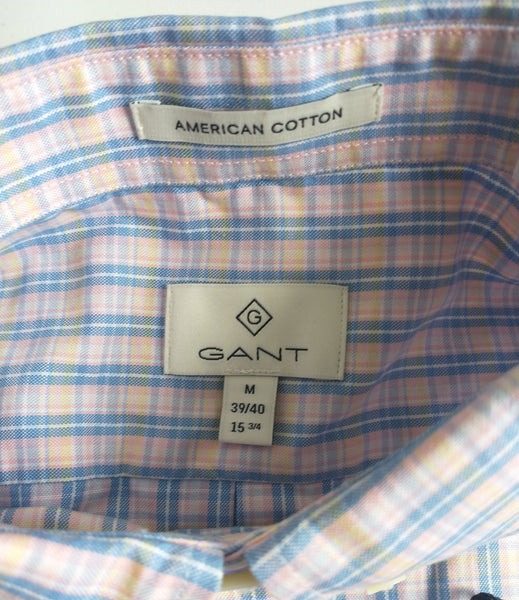 AMERICAN COTTON
G
GANT
M
39/40
15 3/4